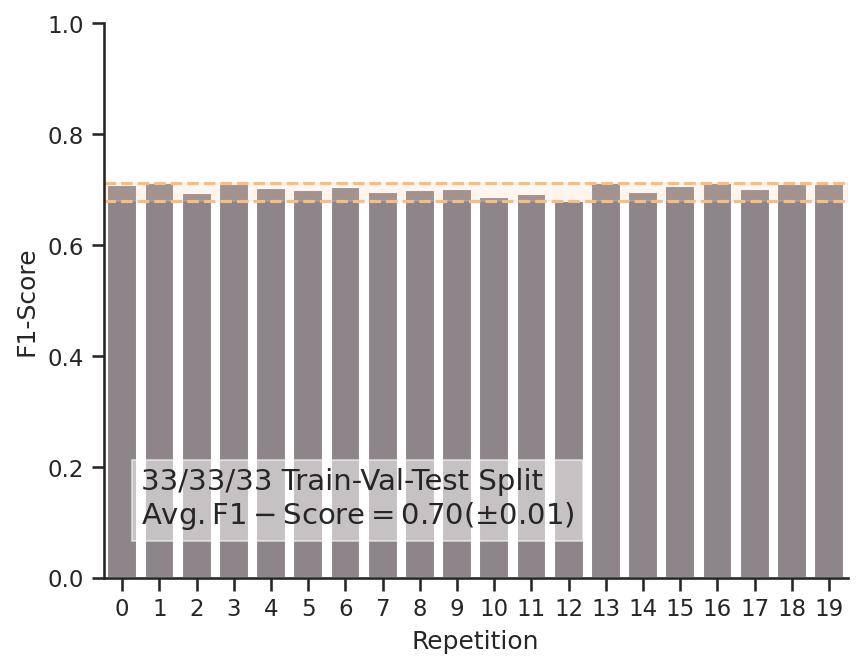 1.0
0.8
0.6
0.4
0.2
0.0
F1-Score
33/33/33 Train-Val-Test Split
Avg. F1 − Score = 0.70(±0.01)
0 1 2 3 4 5 6 7 8 9 10 11 12 13 14 15 16 17 18 19
Repetition